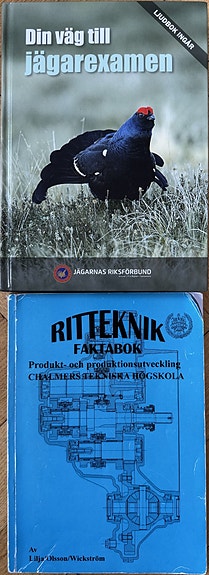 Din väg till
jägarexamen
LJUDBOK INGÅR
JÄGARNAS RIKSFÖRBUND
RITTEKNIK
FAKTABOK
Produkt- och produktionsutveckling
CHALMERS TEKNISKA HÖGSKOLA
Av
Lilja/Olsson/Wickström